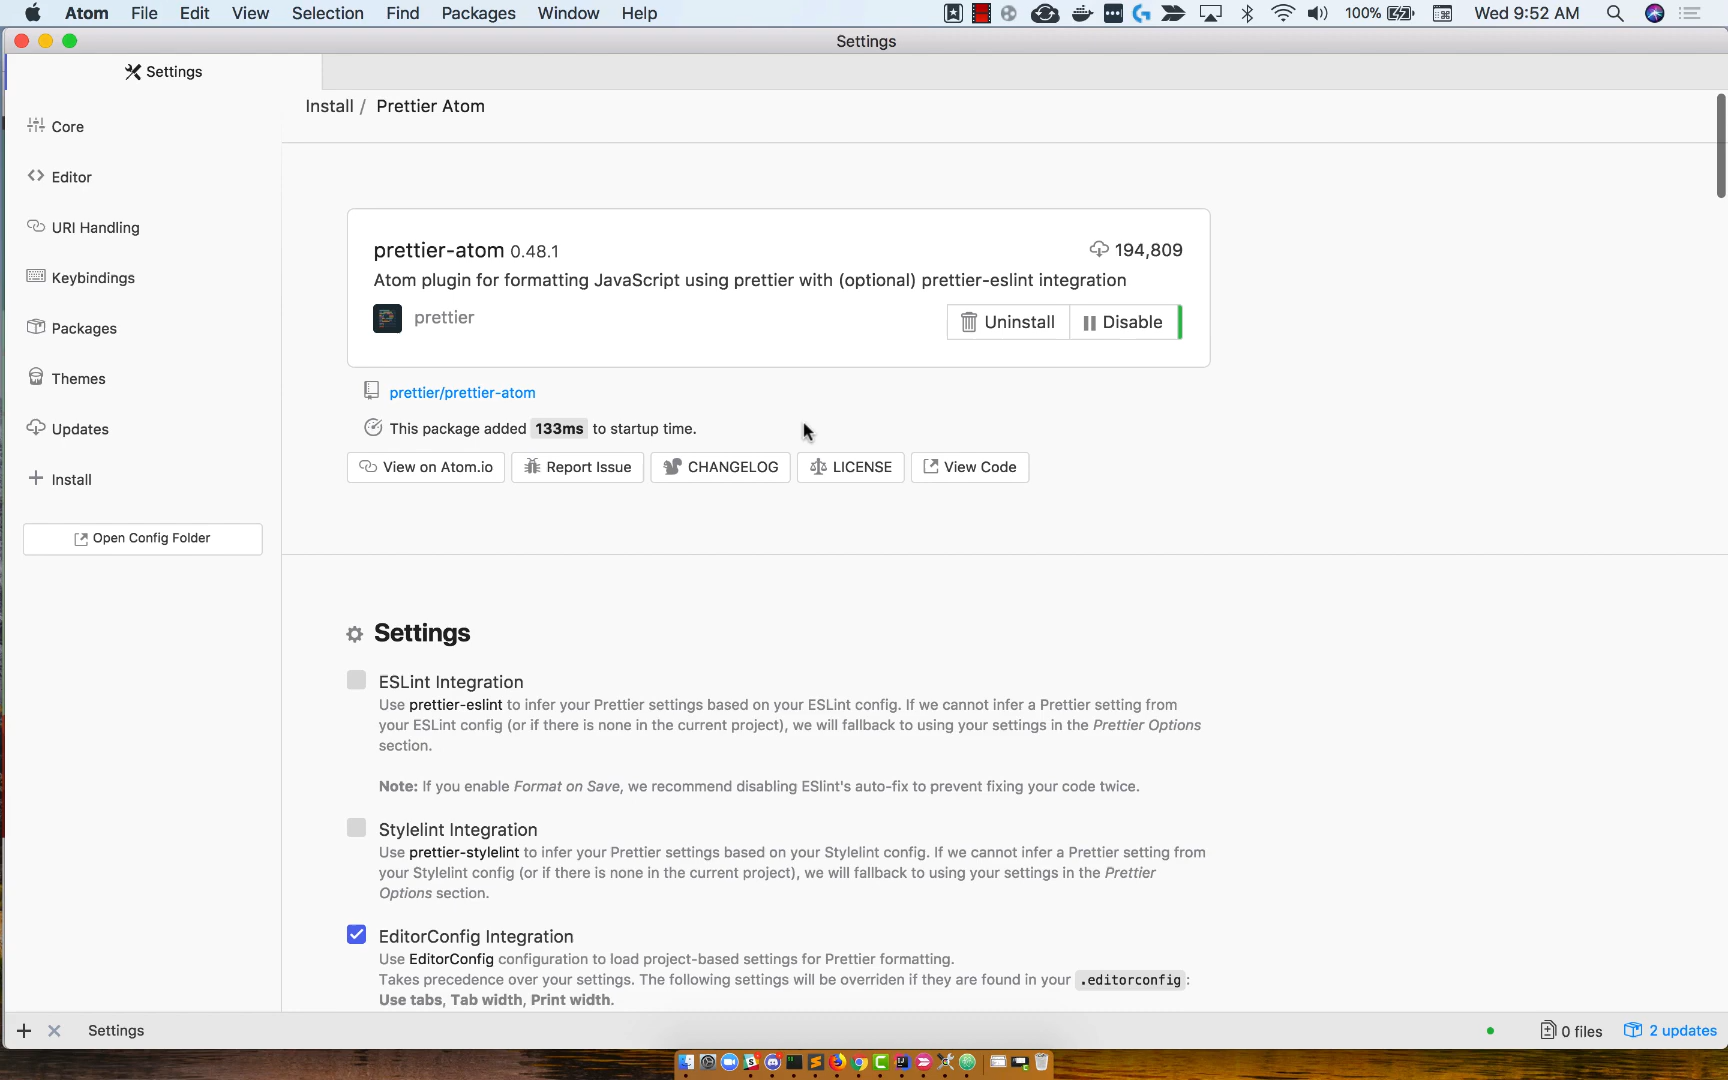 Atom File Edit View Selection Find Packages Window Help 100% Wed 9:52 AM
Settings
Settings
Install / Prettier Atom
Core
Editor
URI Handling
Keybindings
Packages
Themes
Updates
Install
Open Config Folder
prettier-atom 0.48.1 194,809
Atom plugin for formatting JavaScript using prettier with (optional) prettier-eslint integration
prettier Uninstall Disable
prettier/prettier-atom
This package added 133ms to startup time.
View on Atom.io Report Issue CHANGELOG LICENSE View Code
Settings
ESLint Integration
Use prettier-eslint to infer your Prettier settings based on your ESLint config. If we cannot infer a Prettier setting from
your ESLint config (or if there is none in the current project), we will fallback to using your settings in the Prettier Options
section.
Note: If you enable Format on Save, we recommend disabling ESlint's auto-fix to prevent fixing your code twice.
Stylelint Integration
Use prettier-stylelint to infer your Prettier settings based on your Stylelint config. If we cannot infer a Prettier setting from
your Stylelint config (or if there is none in the current project), we will fallback to using your settings in the Prettier
Options section.
EditorConfig Integration
Use EditorConfig configuration to load project-based settings for Prettier formatting.
Takes precedence over your settings. The following settings will be overriden if they are found in your .editorconfig :
Use tabs, Tab width, Print width.
Settings 0 files 2 updates